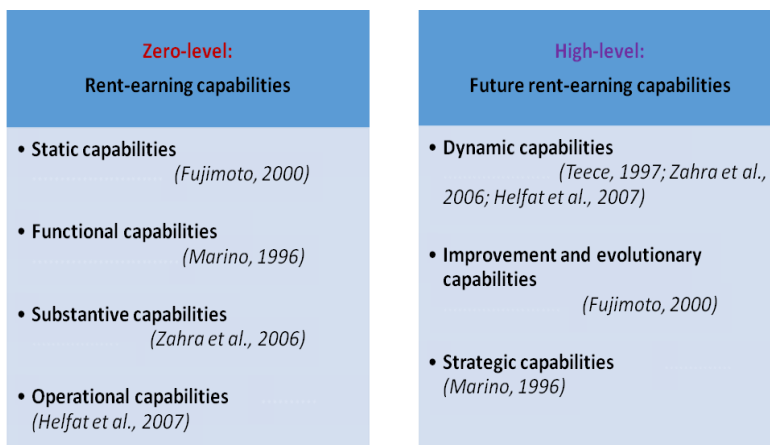 Zero-level:
Rent-earning capabilities
• Static capabilities
(Fujimoto, 2000)
• Functional capabilities
(Marino, 1996)
• Substantive capabilities
(Zahra et al., 2006)
• Operational capabilities
(Helfat et al., 2007)
High-level:
Future rent-earning capabilities
• Dynamic capabilities
(Teece, 1997; Zahra et al.,
2006; Helfat et al., 2007)
• Improvement and evolutionary
capabilities
(Fujimoto, 2000)
• Strategic capabilities
(Marino, 1996)